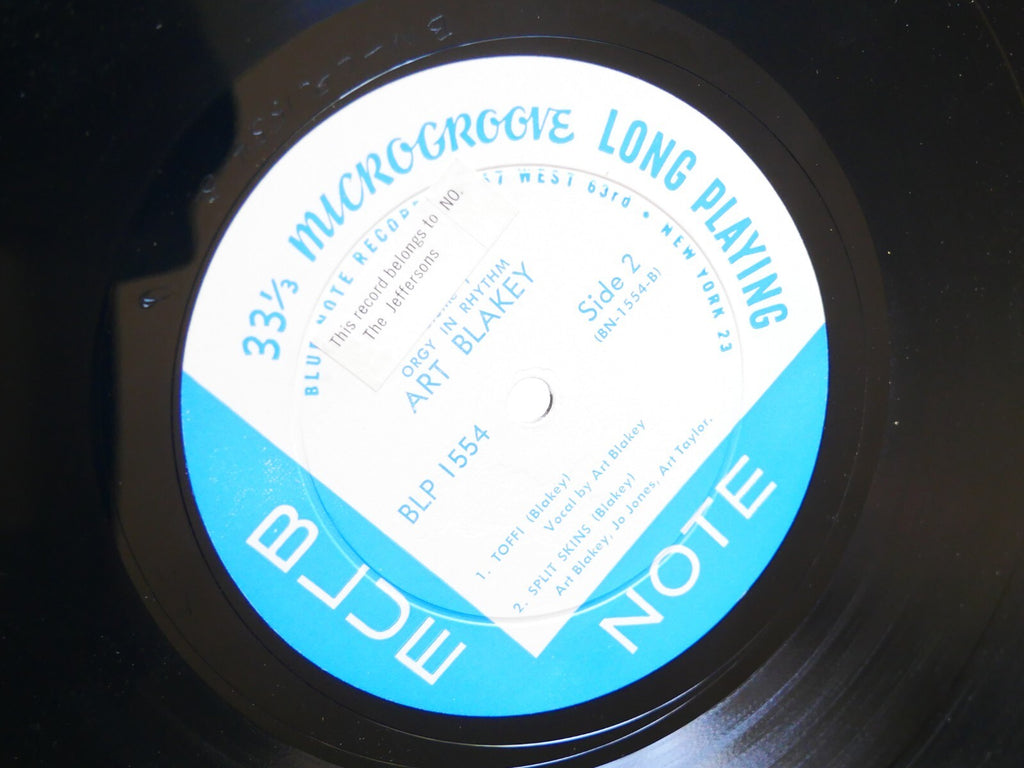 33⅓ MICROGROOVE LONG PLAYING
BLUE NOTE RECORDS 47 WEST 63rd • NEW YORK 23
This record belongs to NO.
The Jeffersons
ORGY IN RHYTHM
ART BLAKEY
Side 2
(BN-1554-B)
BLP 1554
1. TOFFI (Blakey)
Vocal by Art Blakey
2. SPLIT SKINS (Blakey)
Art Blakey, Jo Jones, Art Taylor.
BLUE NOTE